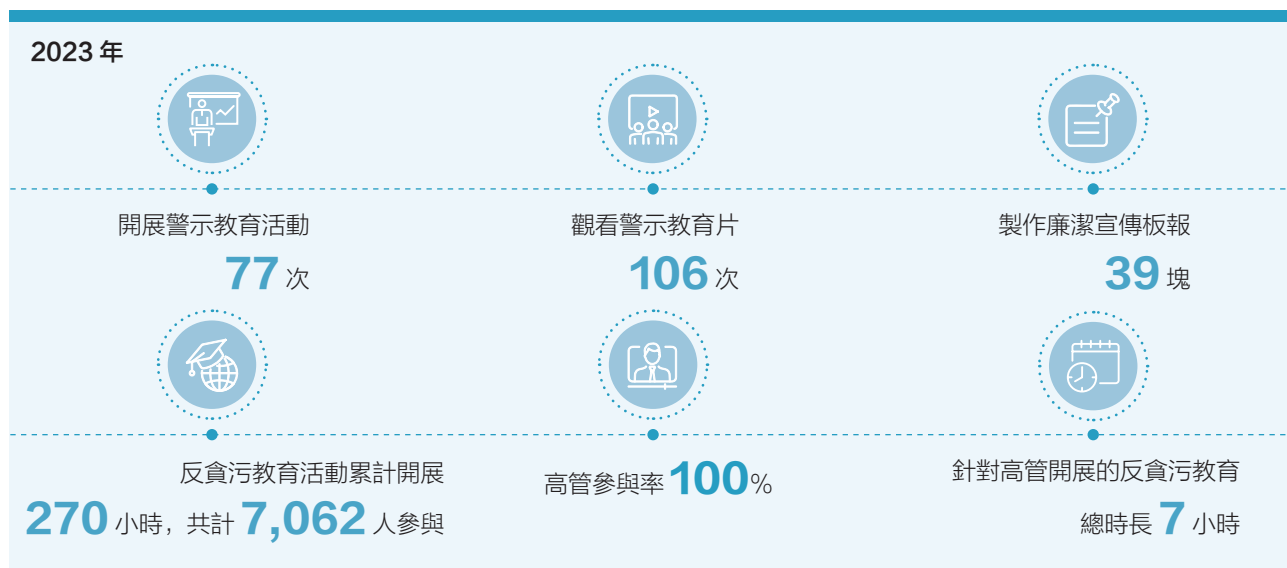 2023 年
開展警示教育活動
77 次
觀看警示教育片
106 次
製作廉潔宣傳板報
39 塊
反貪污教育活動累計開展
270 小時，共計 7,062 人參與
高管參與率 100%
針對高管開展的反貪污教育
總時長 7 小時